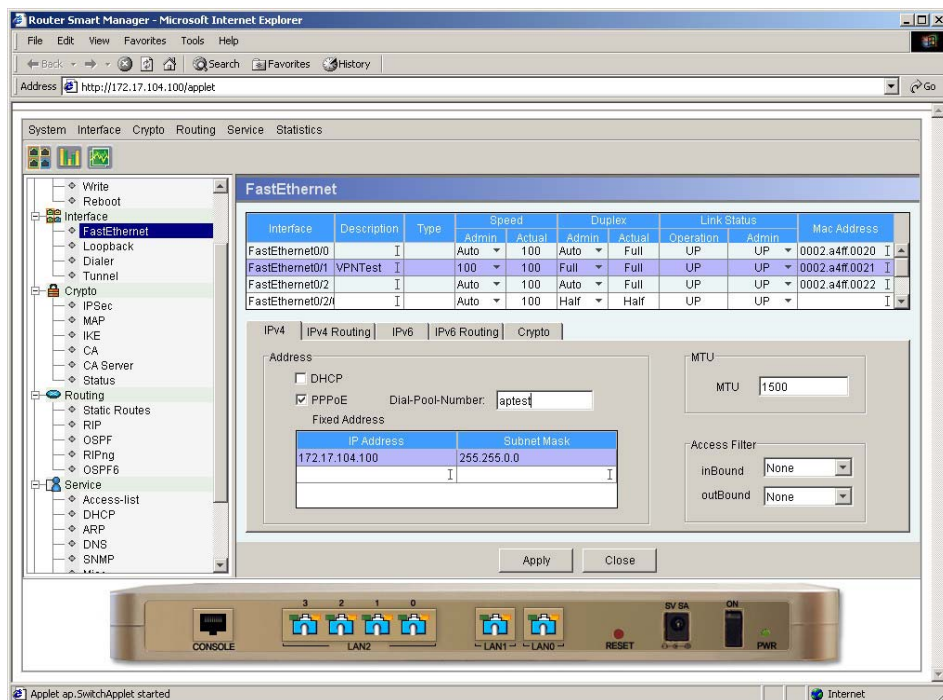 Router Smart Manager - Microsoft Internet Explorer
File Edit View Favorites Tools Help
Back Search Favorites History
Address http://172.17.104.100/applet Go
System Interface Crypto Routing Service Statistics
Write
Reboot
Interface
FastEthernet
Loopback
Dialer
Tunnel
Crypto
IPSec
MAP
IKE
CA
CA Server
Status
Routing
Static Routes
RIP
OSPF
RIPng
OSPF6
Service
Access-list
DHCP
ARP
DNS
SNMP
FastEthernet
Interface Description Type Speed Duplex Link Status Mac Address
Admin Actual Admin Actual Operation Admin
FastEthernet0/0 Auto 100 Auto Full UP UP 0002.a4ff.0020
FastEthernet0/1 VPNTest 100 100 Full Full UP UP 0002.a4ff.0021
FastEthernet0/2 Auto 100 Auto Full UP UP 0002.a4ff.0022
FastEthernet0/2/ Auto 100 Half Half UP UP
IPv4 IPv4 Routing IPv6 IPv6 Routing Crypto
Address
DHCP
PPPoE Dial-Pool-Number: aptest
Fixed Address
IP Address Subnet Mask
172.17.104.100 255.255.0.0
MTU
MTU 1500
Access Filter
inBound None
outBound None
Apply Close
3 2 1 0
CONSOLE LAN2 LAN1 LAN0 RESET 5V 5A ON PWR
Applet ap.SwitchApplet started Internet